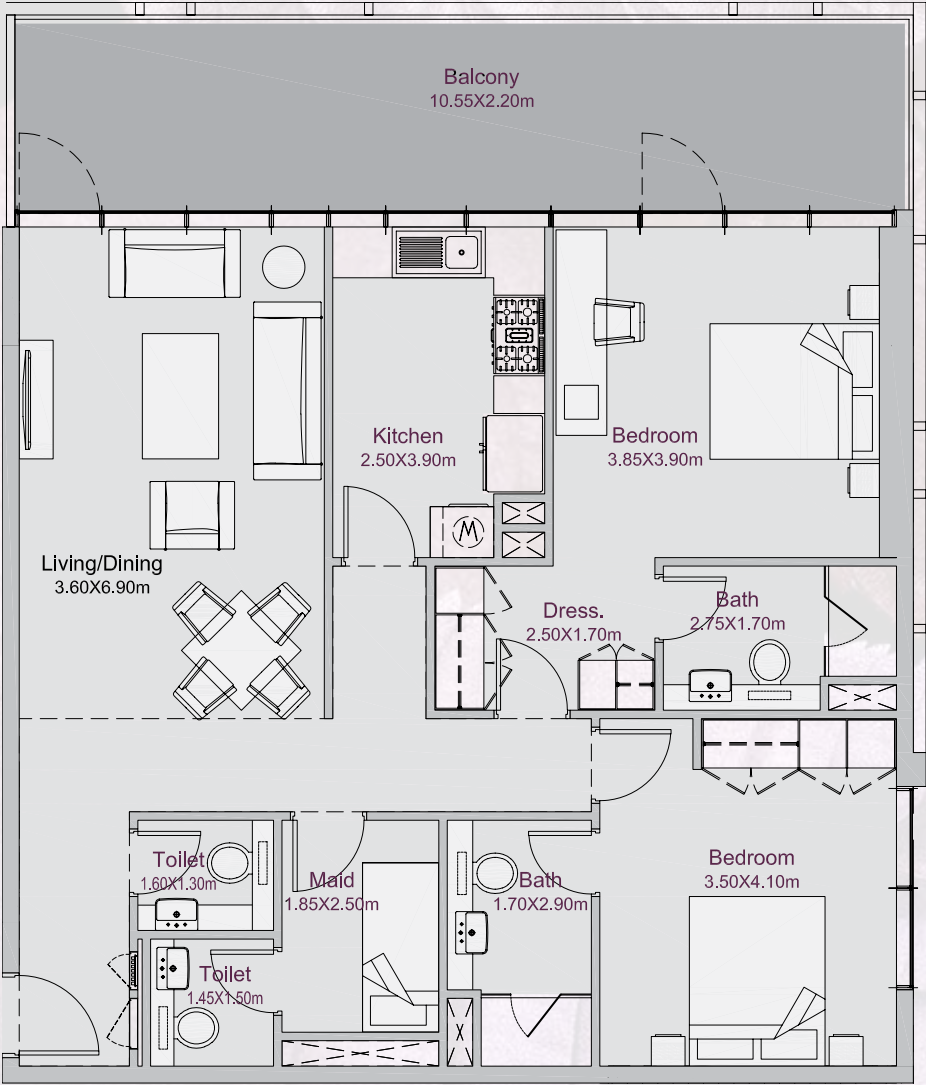 Balcony
10.55X2.20m
Kitchen
2.50X3.90m
Bedroom
3.85X3.90m
M
Living/Dining
3.60X6.90m
Dress.
2.50X1.70m
Bath
2.75X1.70m
Toilet
1.60X1.30m
Maid
1.85X2.50m
Bath
1.70X2.90m
Bedroom
3.50X4.10m
Toilet
1.45X1.50m